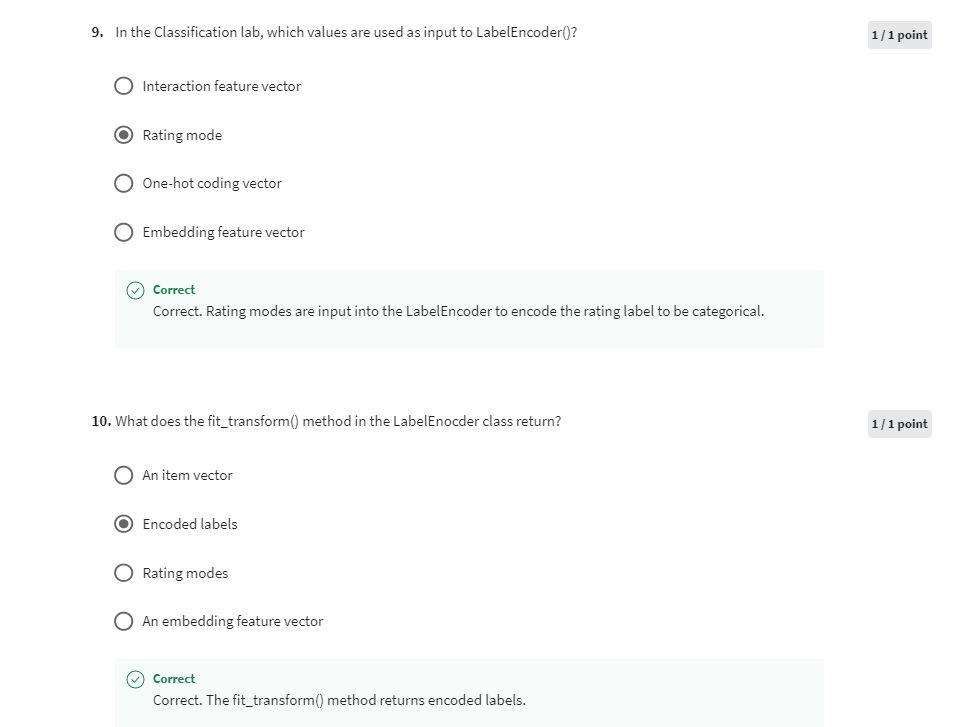 9. In the Classification lab, which values are used as input to LabelEncoder()?
1 / 1 point
Interaction feature vector
Rating mode
One-hot coding vector
Embedding feature vector
Correct
Correct. Rating modes are input into the LabelEncoder to encode the rating label to be categorical.
10. What does the fit_transform() method in the LabelEnocder class return?
1 / 1 point
An item vector
Encoded labels
Rating modes
An embedding feature vector
Correct
Correct. The fit_transform() method returns encoded labels.